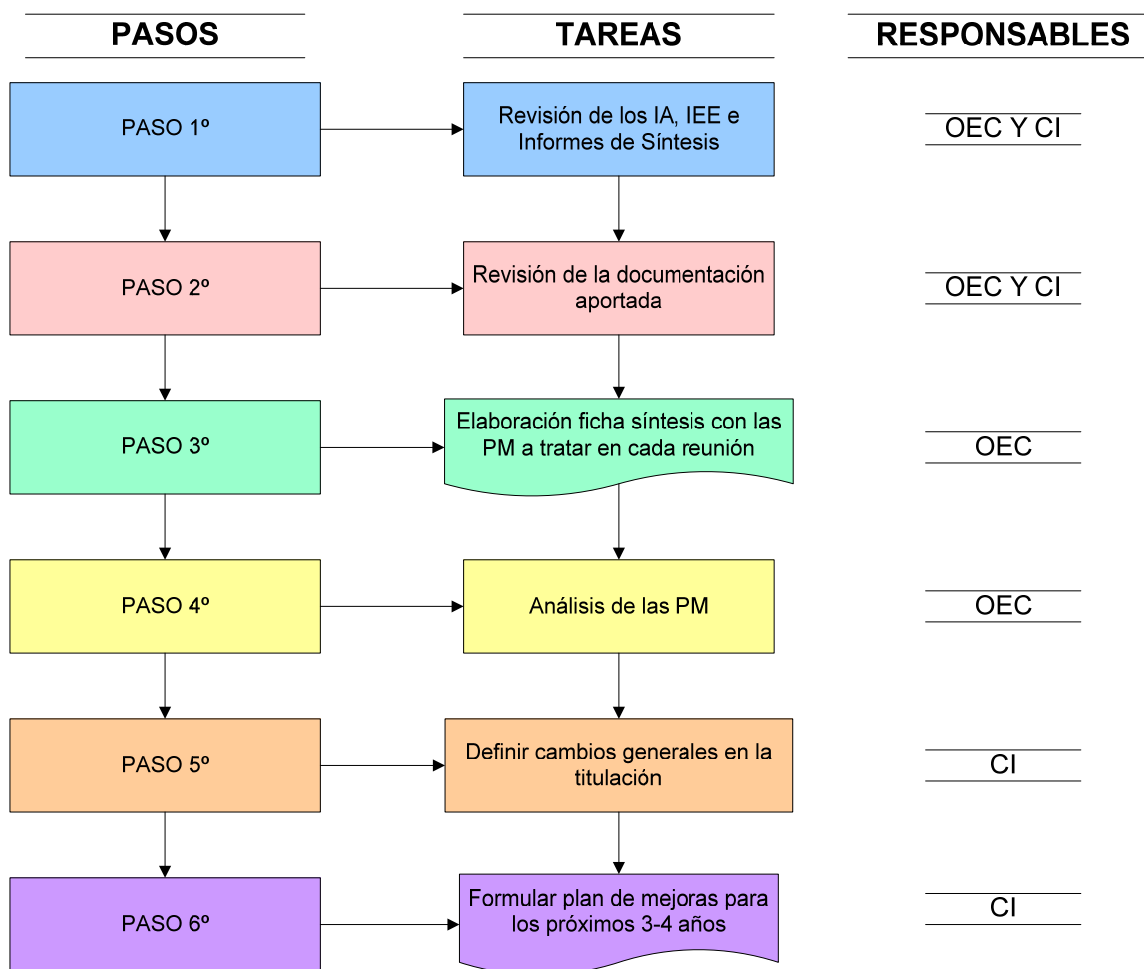 PASOS
TAREAS
RESPONSABLES
PASO 1º
Revisión de los IA, IEE e
Informes de Síntesis
OEC Y CI
PASO 2º
Revisión de la documentación
aportada
OEC Y CI
PASO 3º
Elaboración ficha síntesis con las
PM a tratar en cada reunión
OEC
PASO 4º
Análisis de las PM
OEC
PASO 5º
Definir cambios generales en la
titulación
CI
PASO 6º
Formular plan de mejoras para
los próximos 3-4 años
CI